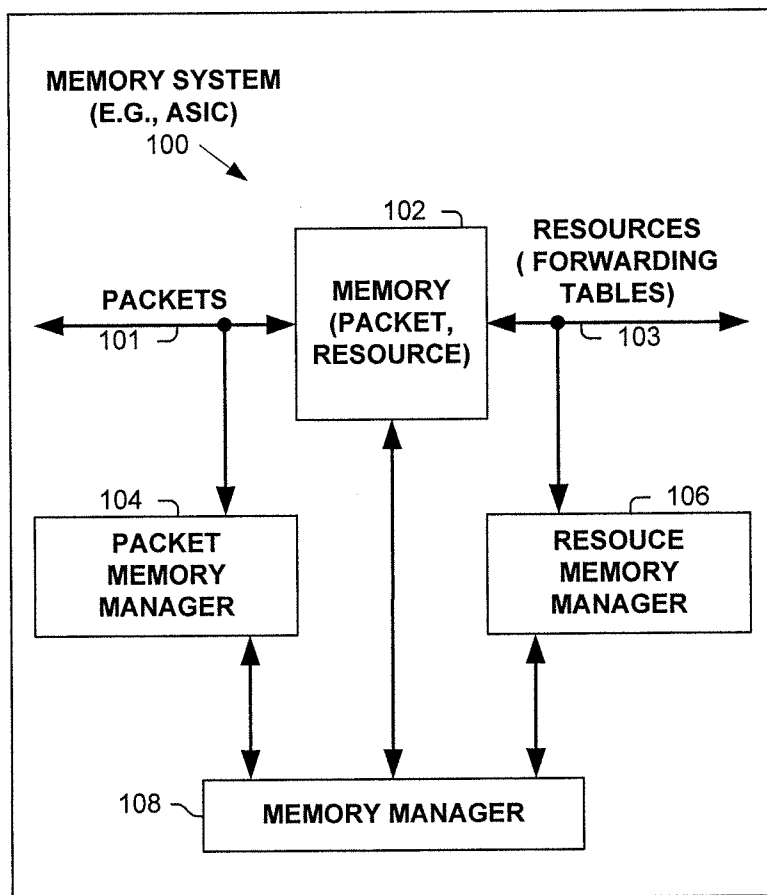 MEMORY SYSTEM
(E.G., ASIC)
100
102
MEMORY
(PACKET,
RESOURCE)
PACKETS
101
RESOURCES
( FORWARDING
TABLES)
103
104
PACKET
MEMORY
MANAGER
106
RESOUCE
MEMORY
MANAGER
108
MEMORY MANAGER